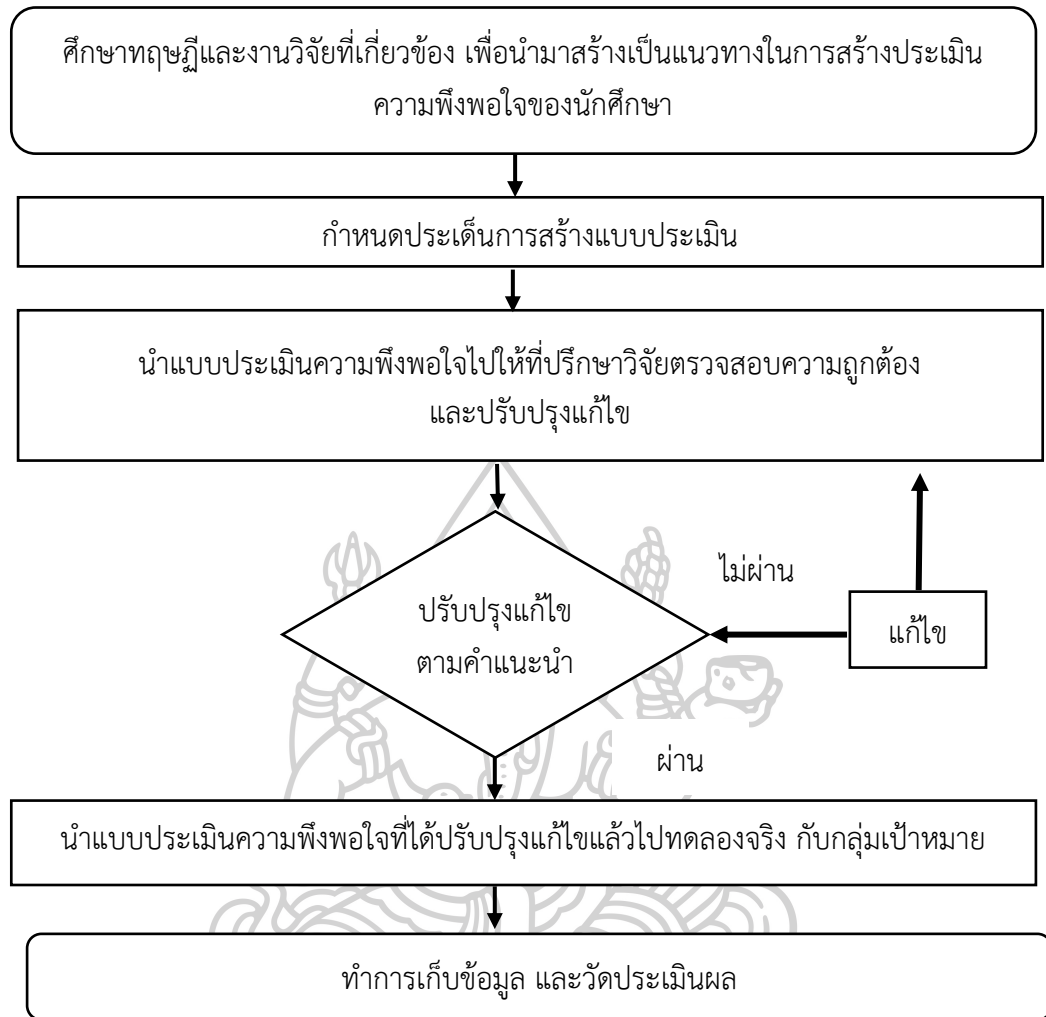 ศึกษาทฤษฎีและงานวิจัยที่เกี่ยวข้อง เพื่อนำมาสร้างเป็นแนวทางในการสร้างประเมิน
ความพึงพอใจของนักศึกษา
กำหนดประเด็นการสร้างแบบประเมิน
นำแบบประเมินความพึงพอใจไปให้ที่ปรึกษาวิจัยตรวจสอบความถูกต้อง
และปรับปรุงแก้ไข
ไม่ผ่าน
ปรับปรุงแก้ไข
ตามคำแนะนำ
แก้ไข
ผ่าน
นำแบบประเมินความพึงพอใจที่ได้ปรับปรุงแก้ไขแล้วไปทดลองจริง กับกลุ่มเป้าหมาย
ทำการเก็บข้อมูล และวัดประเมินผล